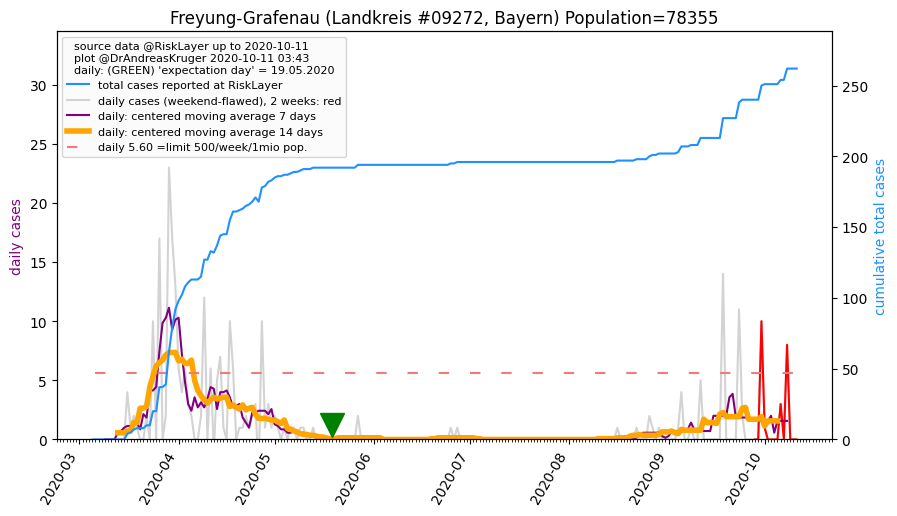 Freyung-Grafenau (Landkreis #09272, Bayern) Population=78355
source data @RiskLayer up to 2020-10-11
plot @DrAndreasKruger 2020-10-11 03:43
daily: (GREEN) 'expectation day' = 19.05.2020
total cases reported at RiskLayer
daily cases (weekend-flawed), 2 weeks: red
daily: centered moving average 7 days
daily: centered moving average 14 days
daily 5.60 =limit 500/week/1mio pop.
daily cases
30
25
20
15
10
5
0
cumulative total cases
250
200
150
100
50
0
2020-03
2020-04
2020-05
2020-06
2020-07
2020-08
2020-09
2020-10